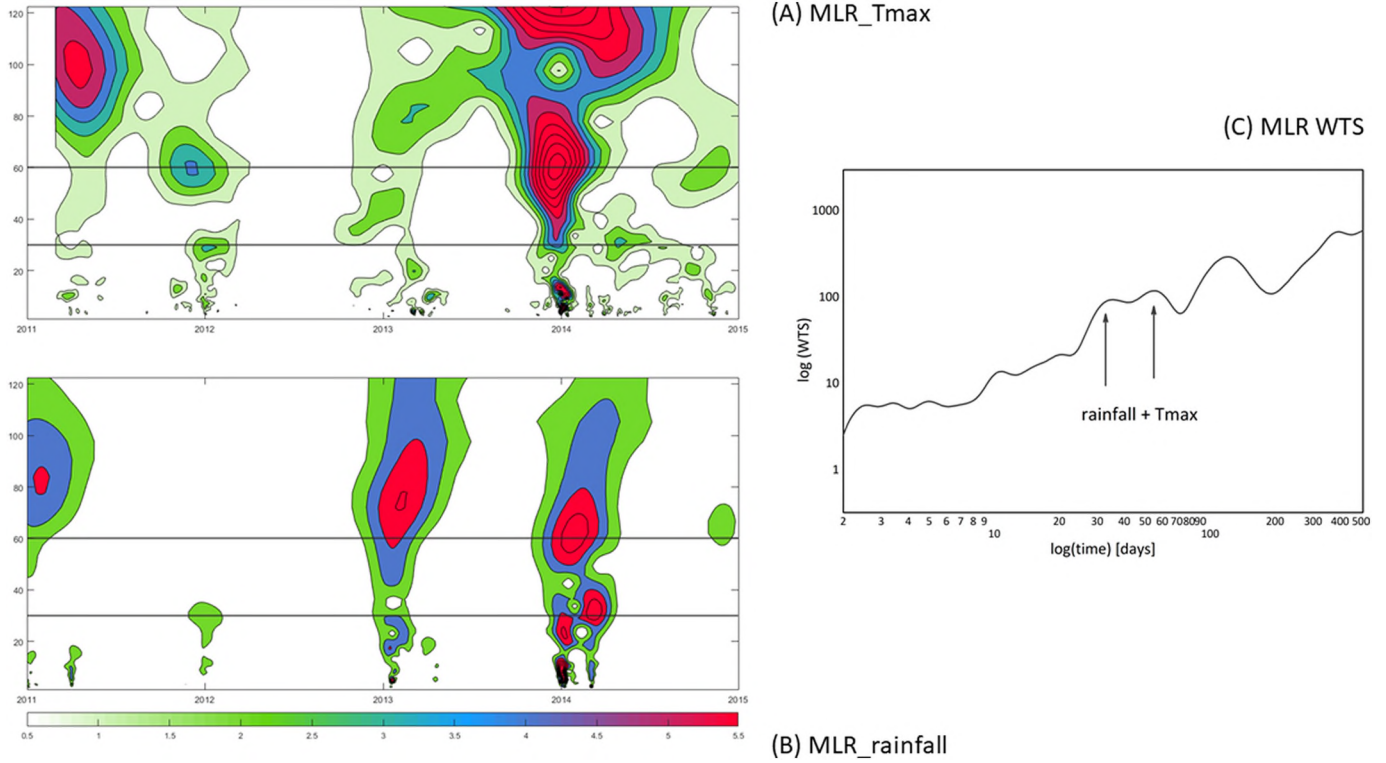 (A) MLR_Tmax
120
100
80
60
40
20
2011 2012 2013 2014 2015
(C) MLR WTS
log (WTS)
1000
100
10
1
rainfall + Tmax
2 3 4 5 6 7 8 9 10 20 30 40 50 60 70 80 90 100 200 300 400 500
log(time) [days]
120
100
80
60
40
20
2011 2012 2013 2014 2015
0.5 1 1.5 2 2.5 3 3.5 4 4.5 5 5.5
(B) MLR_rainfall